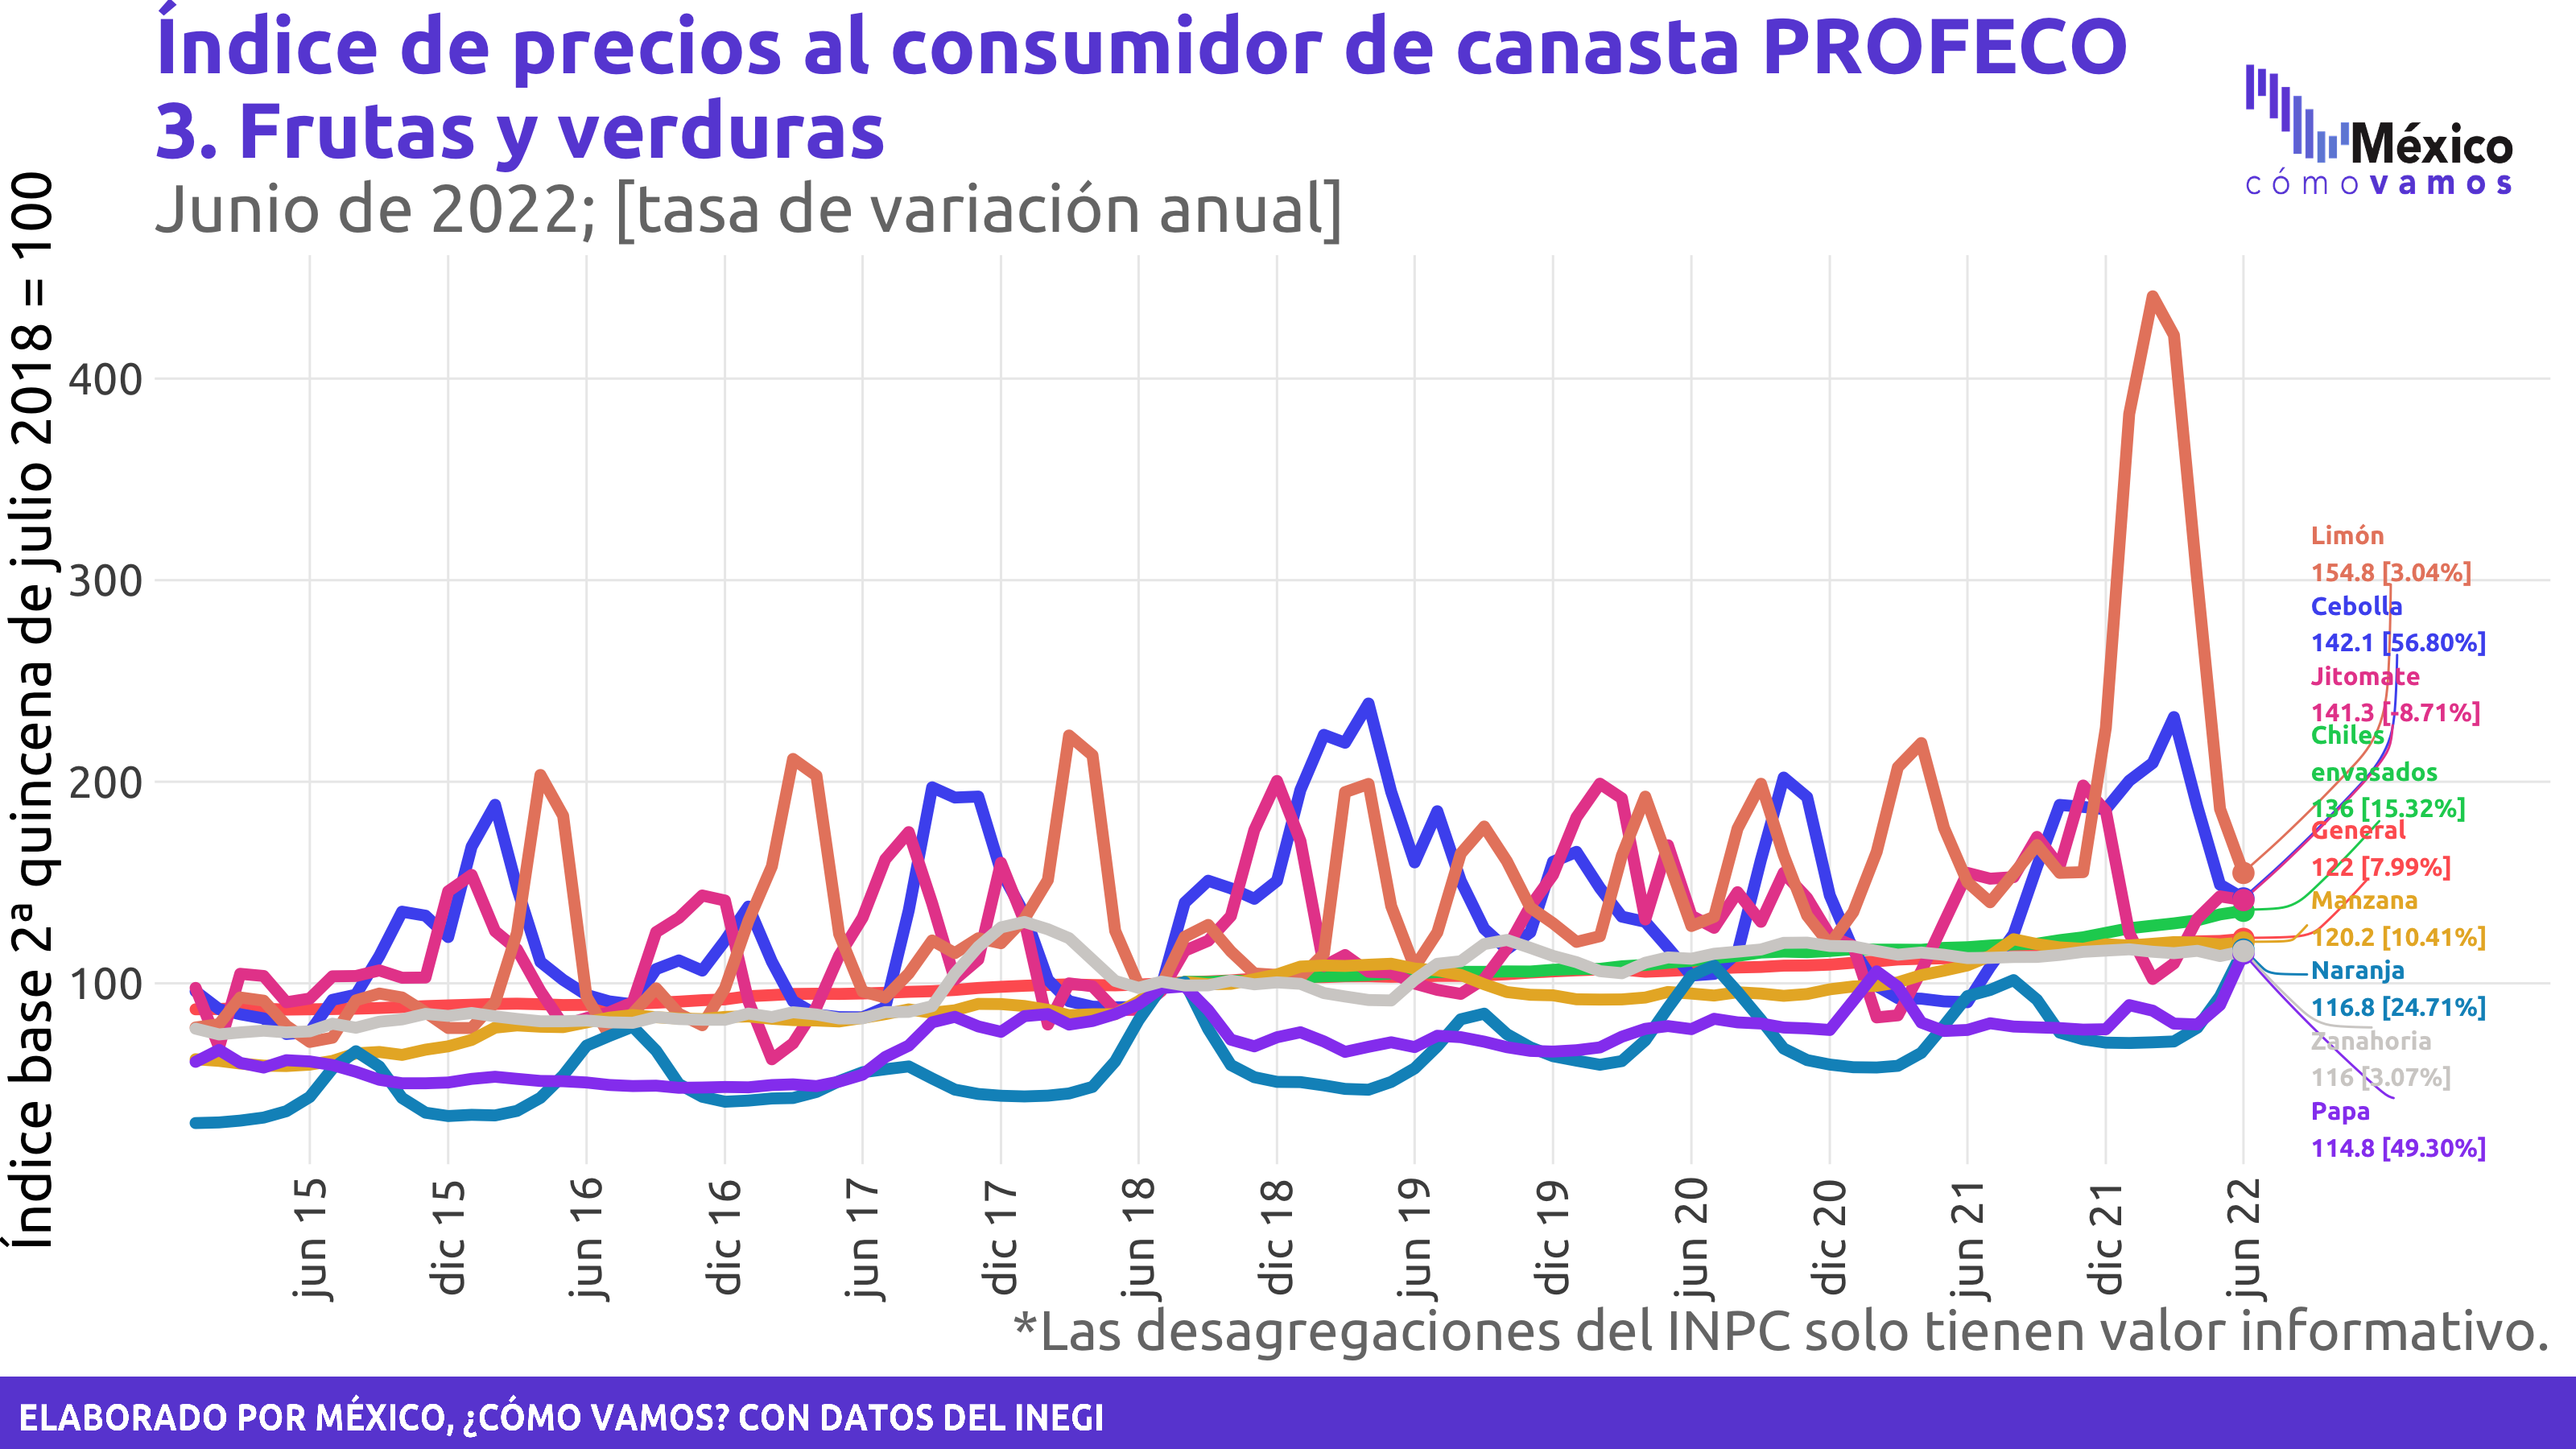 Índice de precios al consumidor de canasta PROFECO
3. Frutas y verduras
Junio de 2022; [tasa de variación anual]
México
cómo vamos
Índice base 2ª quincena de julio 2018 = 100
400
300
200
100
Limón
154.8 [3.04%]
Cebolla
142.1 [56.80%]
Jitomate
141.3 [-8.71%]
Chiles
envasados
136 [15.32%]
General
122 [7.99%]
Manzana
120.2 [10.41%]
Naranja
116.8 [24.71%]
Zanahoria
116 [3.07%]
Papa
114.8 [49.30%]
jun 15
dic 15
jun 16
dic 16
jun 17
dic 17
jun 18
dic 18
jun 19
dic 19
jun 20
dic 20
jun 21
dic 21
jun 22
*Las desagregaciones del INPC solo tienen valor informativo.
ELABORADO POR MÉXICO, ¿CÓMO VAMOS? CON DATOS DEL INEGI